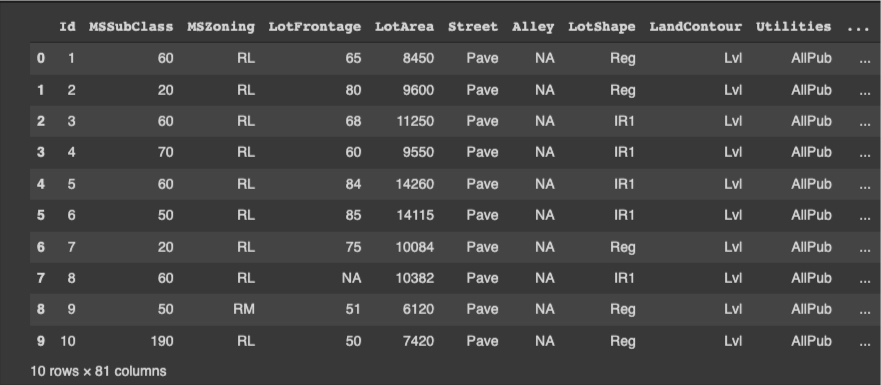 Id MSSubClass MSZoning LotFrontage LotArea Street Alley LotShape LandContour Utilities ...
0 1 60 RL 65 8450 Pave NA Reg Lvl AllPub ...
1 2 20 RL 80 9600 Pave NA Reg Lvl AllPub ...
2 3 60 RL 68 11250 Pave NA IR1 Lvl AllPub ...
3 4 70 RL 60 9550 Pave NA IR1 Lvl AllPub ...
4 5 60 RL 84 14260 Pave NA IR1 Lvl AllPub ...
5 6 50 RL 85 14115 Pave NA IR1 Lvl AllPub ...
6 7 20 RL 75 10084 Pave NA Reg Lvl AllPub ...
7 8 60 RL NA 10382 Pave NA IR1 Lvl AllPub ...
8 9 50 RM 51 6120 Pave NA Reg Lvl AllPub ...
9 10 190 RL 50 7420 Pave NA Reg Lvl AllPub ...
10 rows × 81 columns